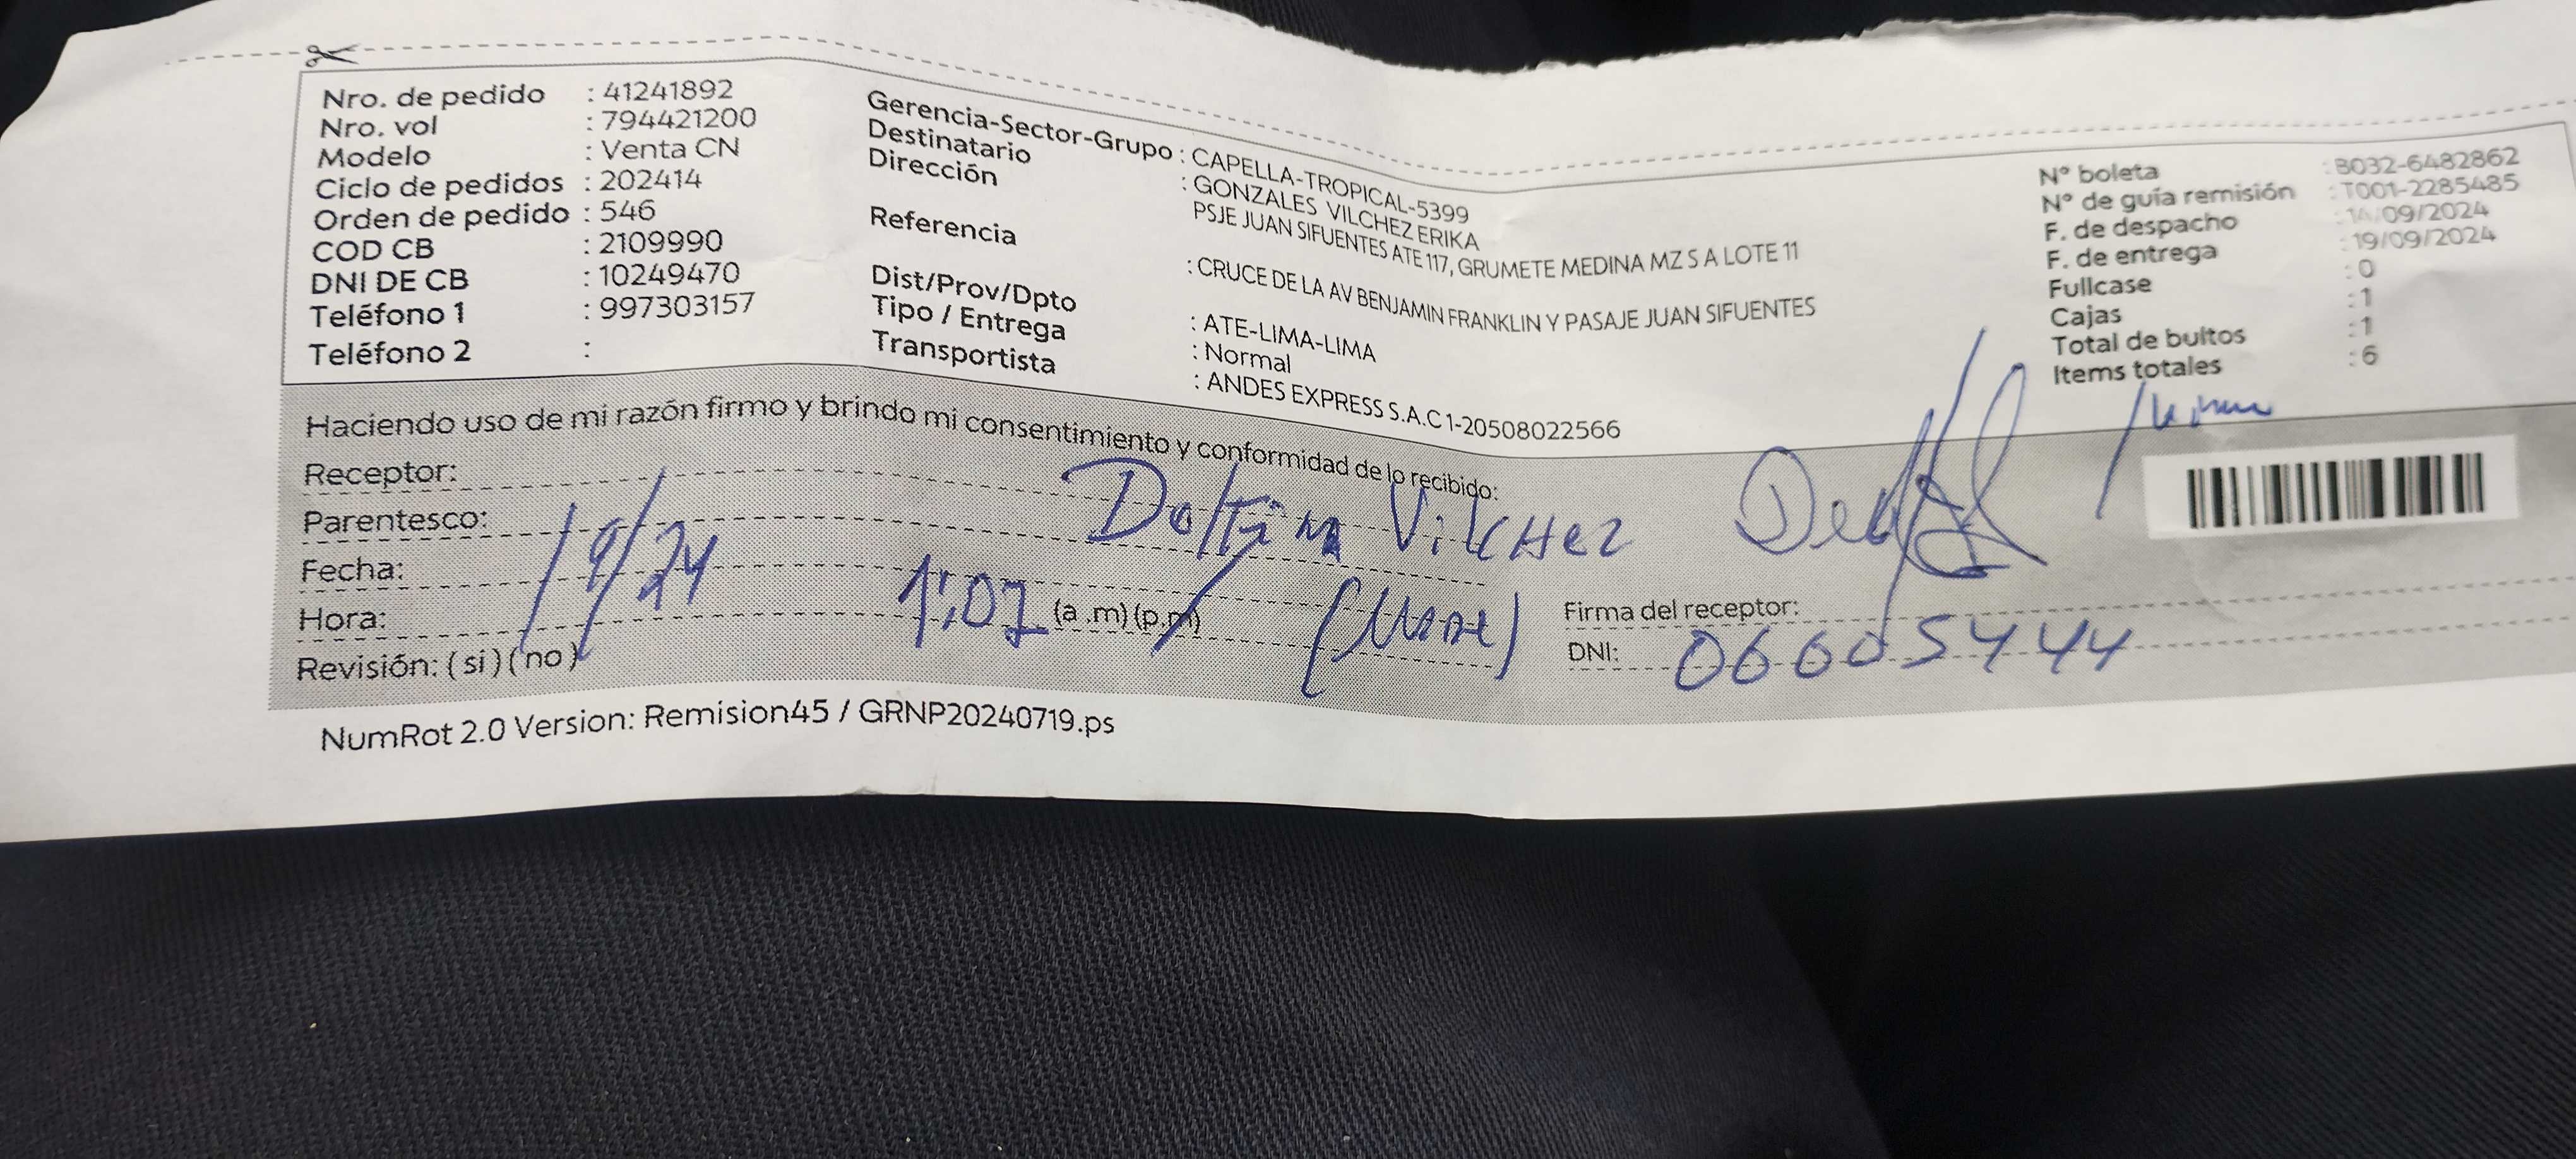 Nro. de pedido : 41241892
Nro. vol : 794421200
Modelo : Venta CN
Ciclo de pedidos : 202414
Orden de pedido : 546
COD CB : 2109990
DNI DE CB : 10249470
Teléfono 1 : 997303157
Teléfono 2 :
Gerencia-Sector-Grupo : CAPELLA-TROPICAL-5399
Destinatario : GONZALES VILCHEZ ERIKA
Dirección PSJE JUAN SIFUENTES ATE 117, GRUMETE MEDINA MZ S A LOTE 11
Referencia : CRUCE DE LA AV BENJAMIN FRANKLIN Y PASAJE JUAN SIFUENTES
Dist/Prov/Dpto : ATE-LIMA-LIMA
Tipo / Entrega : Normal
Transportista : ANDES EXPRESS S.A.C 1-20508022566
N° boleta : B032-6482862
N° de guía remisión : T001-2285485
F. de despacho : 14/09/2024
F. de entrega : 19/09/2024
Fullcase : 0
Cajas : 1
Total de bultos : 1
Items totales : 6
Haciendo uso de mi razón firmo y brindo mi consentimiento y conformidad de lo recibido:
Receptor:
Parentesco: Vilchez
Fecha: 19/24
Hora: 1:07 (a .m) (p.m)
Revisión: ( si ) ( no )
Firma del receptor:
DNI: 06005444
NumRot 2.0 Version: Remision45 / GRNP20240719.ps